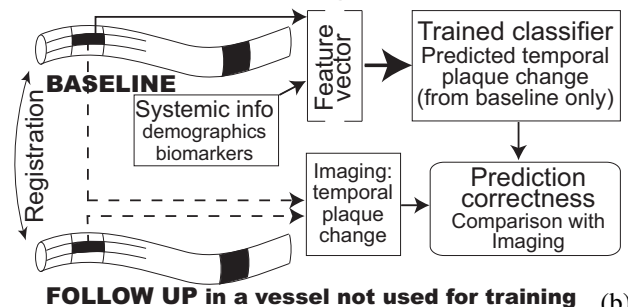 Feature
vector
Trained classifier
Predicted temporal
plaque change
(from baseline only)
BASELINE
Systemic info
demographics
biomarkers
Registration
Imaging:
temporal
plaque
change
Prediction
correctness
Comparison with
Imaging
FOLLOW UP in a vessel not used for training (b)